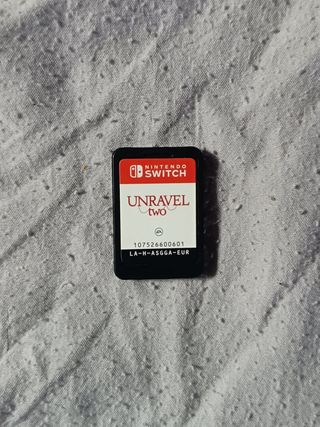 NINTENDO
SWITCH
UNRAVEL
two
EA
107526600601
LA-H-ASGGA-EUR